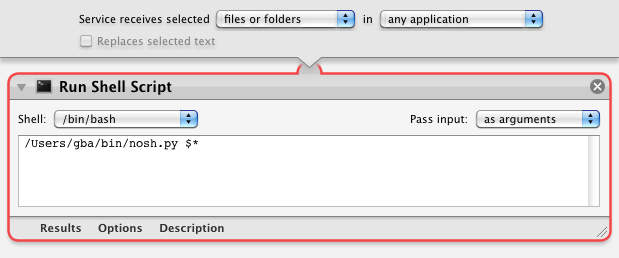 Service receives selected files or folders in any application
Replaces selected text
Run Shell Script
Shell: /bin/bash Pass input: as arguments
/Users/gba/bin/nosh.py $*
Results Options Description